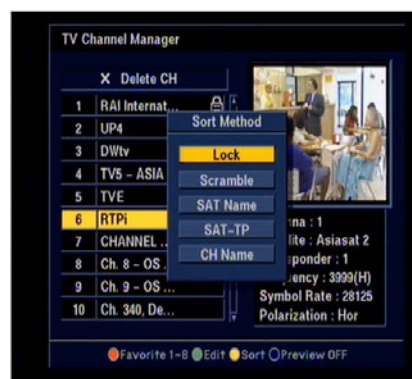 TV Channel Manager
X Delete CH
1 RAI Internat...
2 UP4
3 DWtv
4 TV5 - ASIA
5 TVE
6 RTPi
7 CHANNEL ..
8 Ch. 8 - OS ..
9 Ch. 9 - OS ...
10 Ch. 340, De...
Sort Method
Lock
Scramble
SAT Name
SAT-TP
CH Name
nna : 1
lite : Asiasat 2
sponder : 1
ency : 3999(H)
Symbol Rate : 28125
Polarization : Hor
Favorite 1~8 Edit Sort Preview OFF